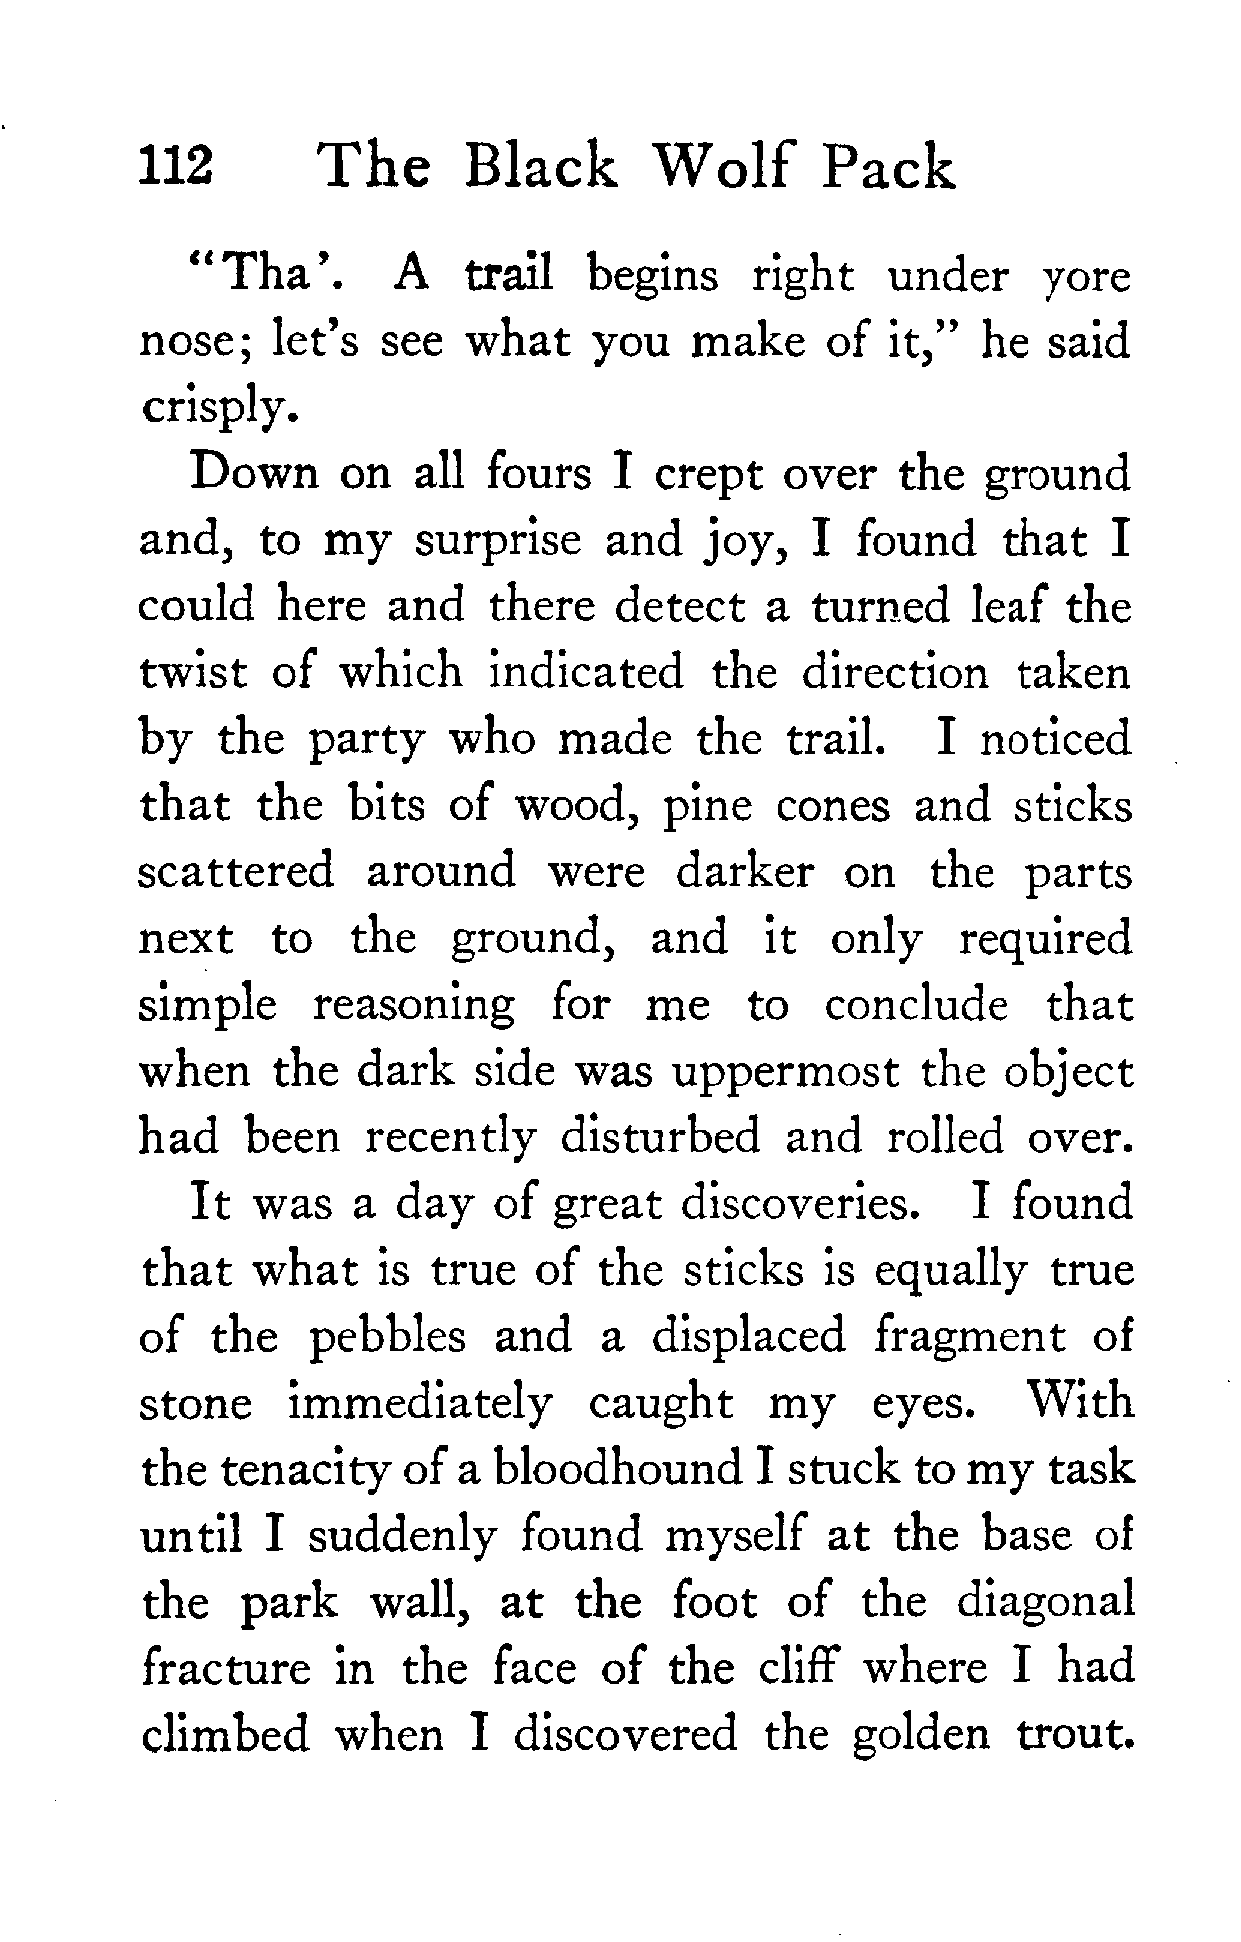 112 The Black Wolf Pack
“Tha’. A trail begins right under yore
nose; let’s see what you make of it,” he said
crisply.
Down on all fours I crept over the ground
and, to my surprise and joy, I found that I
could here and there detect a turned leaf the
twist of which indicated the direction taken
by the party who made the trail. I noticed
that the bits of wood, pine cones and sticks
scattered around were darker on the parts
next to the ground, and it only required
simple reasoning for me to conclude that
when the dark side was uppermost the object
had been recently disturbed and rolled over.
It was a day of great discoveries. I found
that what is true of the sticks is equally true
of the pebbles and a displaced fragment of
stone immediately caught my eyes. With
the tenacity of a bloodhound I stuck to my task
until I suddenly found myself at the base of
the park wall, at the foot of the diagonal
fracture in the face of the cliff where I had
climbed when I discovered the golden trout.